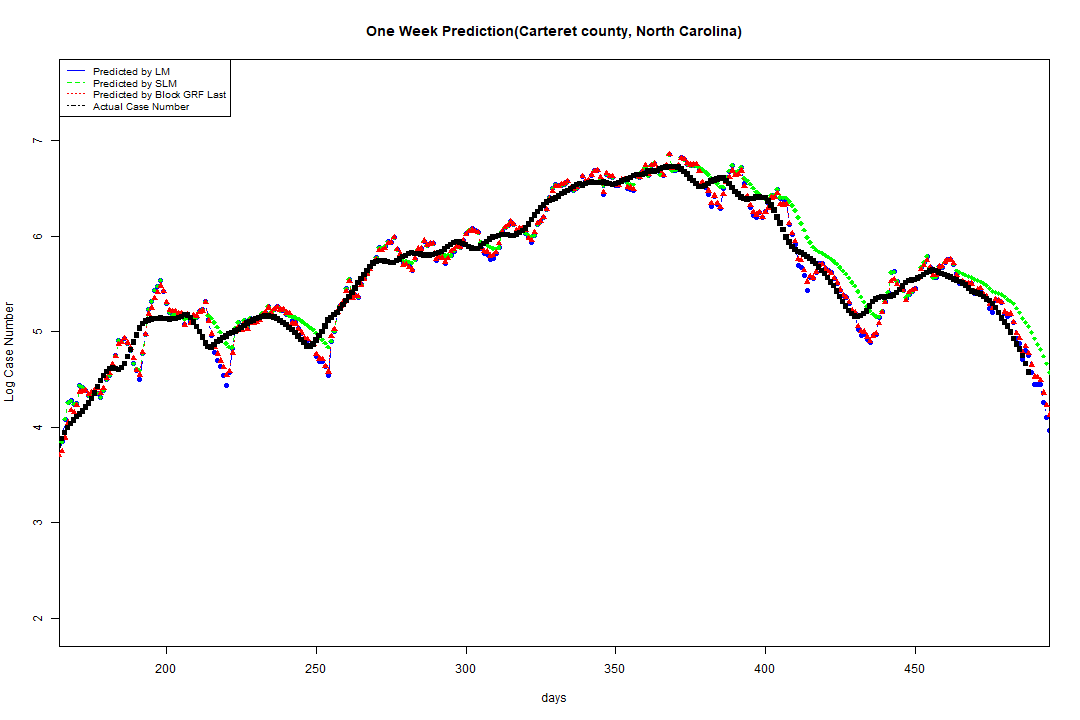 One Week Prediction(Carteret county, North Carolina)
Predicted by LM
Predicted by SLM
Predicted by Block GRF Last
Actual Case Number
7
6
5
4
3
2
Log Case Number
200 250 300 350 400 450
days